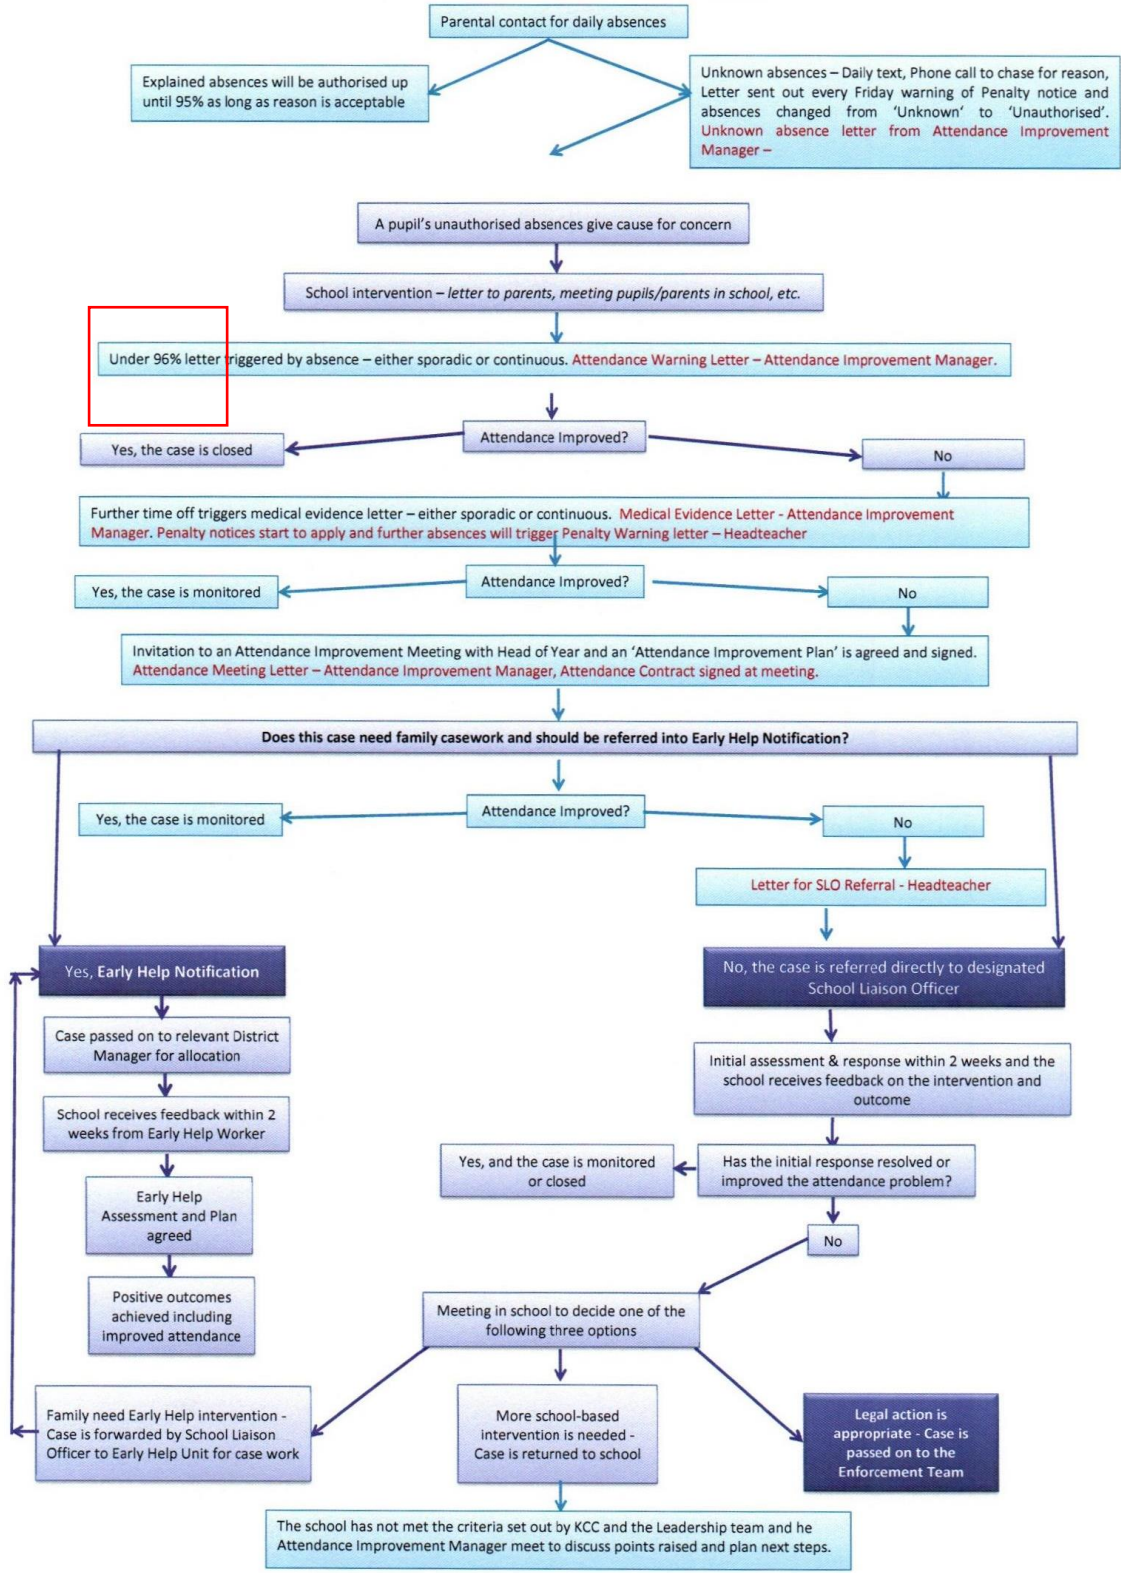 Parental contact for daily absences
Explained absences will be authorised up
until 95% as long as reason is acceptable
Unknown absences – Daily text, Phone call to chase for reason,
Letter sent out every Friday warning of Penalty notice and
absences changed from ‘Unknown‘ to ‘Unauthorised’.
Unknown absence letter from Attendance Improvement
Manager –
A pupil’s unauthorised absences give cause for concern
School intervention – letter to parents, meeting pupils/parents in school, etc.
Under 96% letter triggered by absence – either sporadic or continuous. Attendance Warning Letter – Attendance Improvement Manager.
Attendance Improved?
Yes, the case is closed
No
Further time off triggers medical evidence letter – either sporadic or continuous. Medical Evidence Letter - Attendance Improvement
Manager. Penalty notices start to apply and further absences will trigger Penalty Warning letter – Headteacher
Attendance Improved?
Yes, the case is monitored
No
Invitation to an Attendance Improvement Meeting with Head of Year and an ‘Attendance Improvement Plan’ is agreed and signed.
Attendance Meeting Letter – Attendance Improvement Manager, Attendance Contract signed at meeting.
Does this case need family casework and should be referred into Early Help Notification?
Attendance Improved?
Yes, the case is monitored
No
Letter for SLO Referral - Headteacher
Yes, Early Help Notification
No, the case is referred directly to designated
School Liaison Officer
Case passed on to relevant District
Manager for allocation
Initial assessment & response within 2 weeks and the
school receives feedback on the intervention and
outcome
School receives feedback within 2
weeks from Early Help Worker
Yes, and the case is monitored
or closed
Has the initial response resolved or
improved the attendance problem?
Early Help
Assessment and Plan
agreed
No
Positive outcomes
achieved including
improved attendance
Meeting in school to decide one of the
following three options
Family need Early Help intervention -
Case is forwarded by School Liaison
Officer to Early Help Unit for case work
More school-based
intervention is needed -
Case is returned to school
Legal action is
appropriate - Case is
passed on to the
Enforcement Team
The school has not met the criteria set out by KCC and the Leadership team and he
Attendance Improvement Manager meet to discuss points raised and plan next steps.